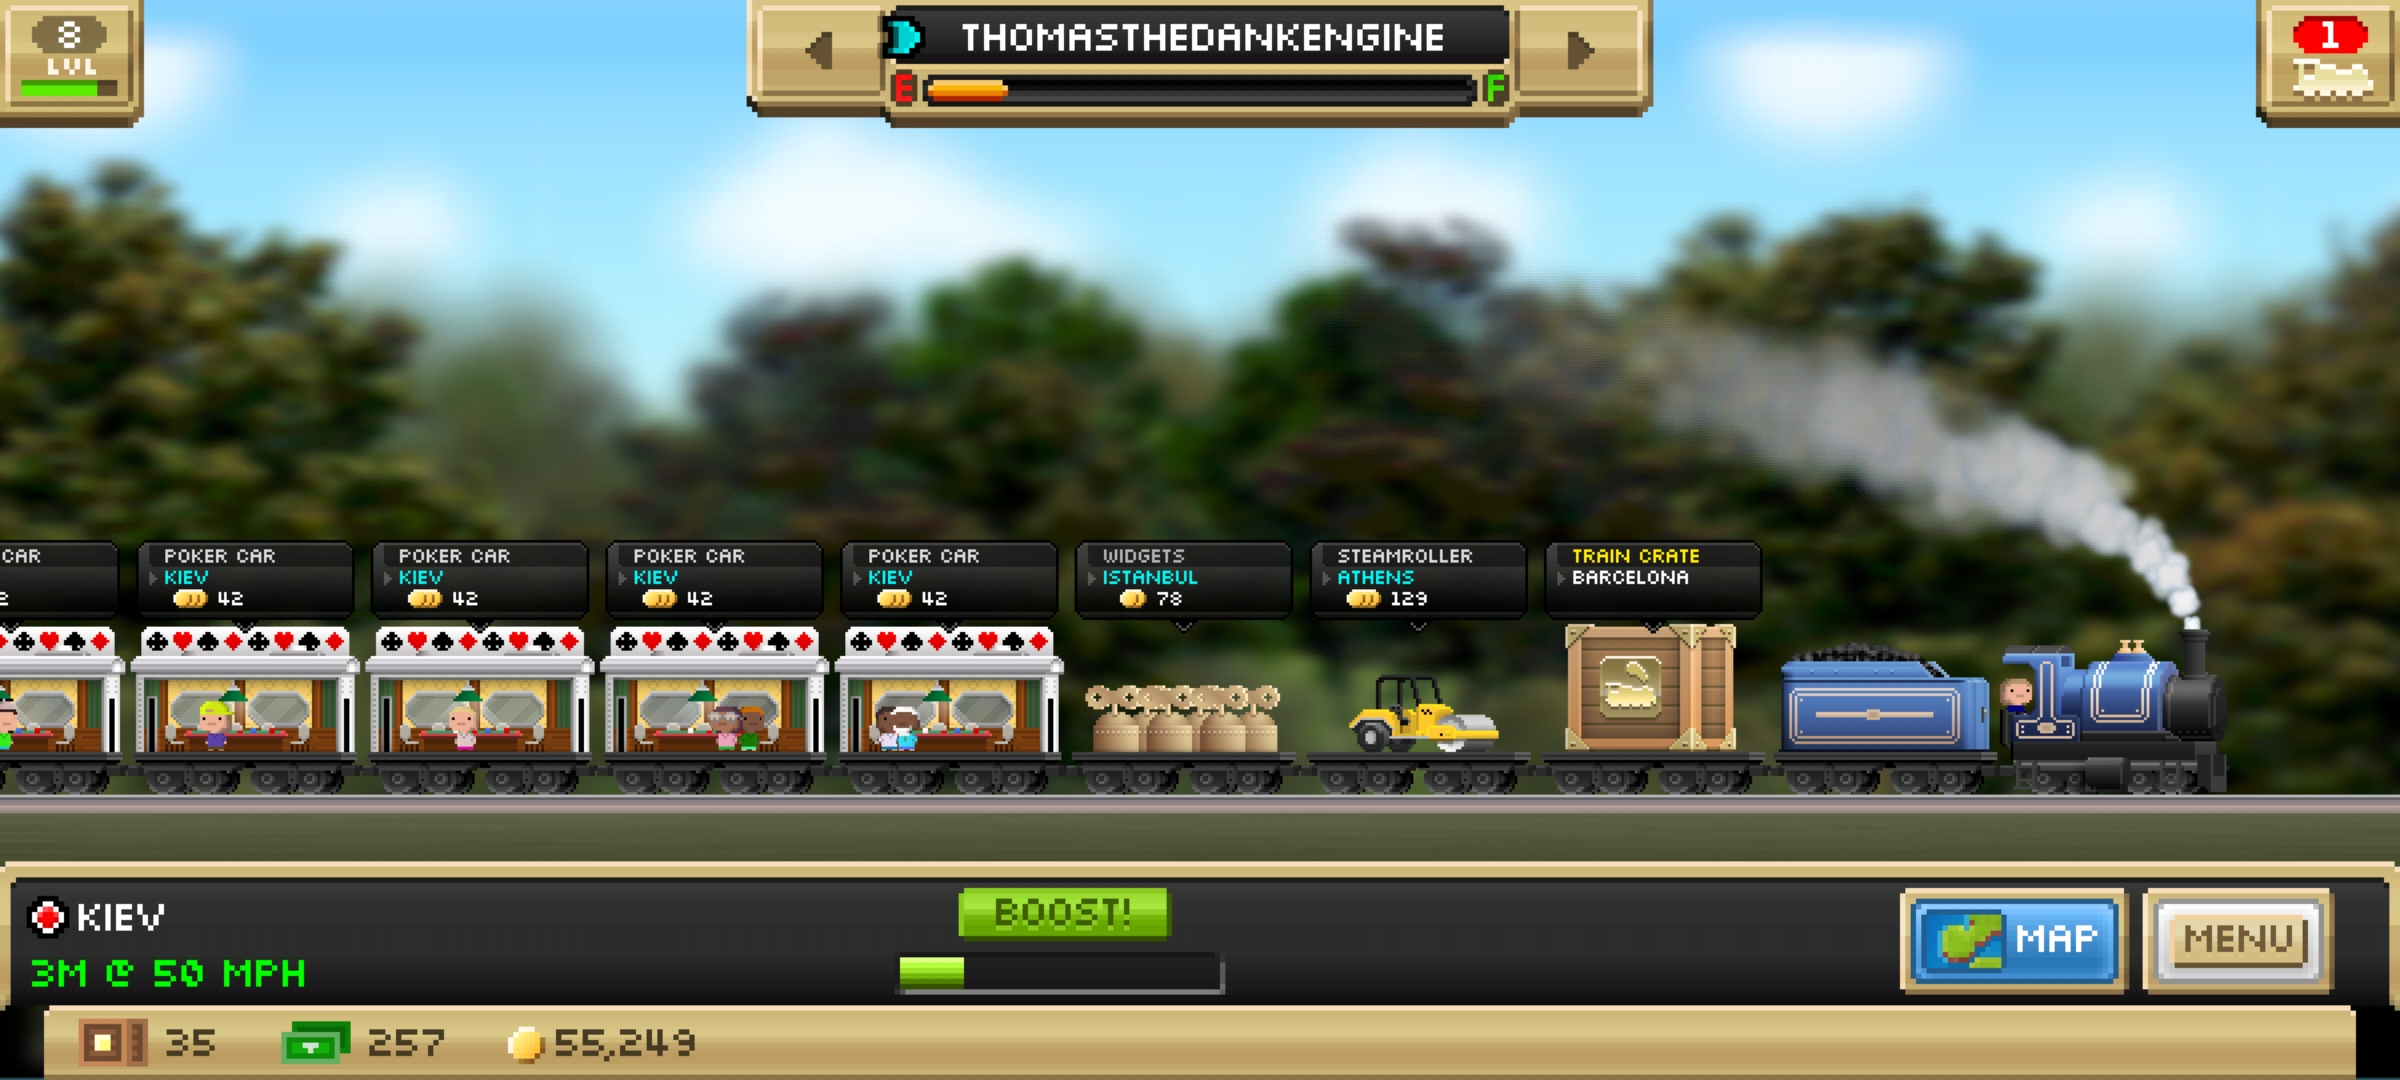 8
LVL
THOMASTHEDANKENGINE
E F
1
CAR
2
POKER CAR
KIEV
42
POKER CAR
KIEV
42
POKER CAR
KIEV
42
POKER CAR
KIEV
42
WIDGETS
ISTANBUL
78
STEAMROLLER
ATHENS
129
TRAIN CRATE
BARCELONA
KIEV
3M @ 50 MPH
BOOST!
MAP
MENU
35 257 55,249